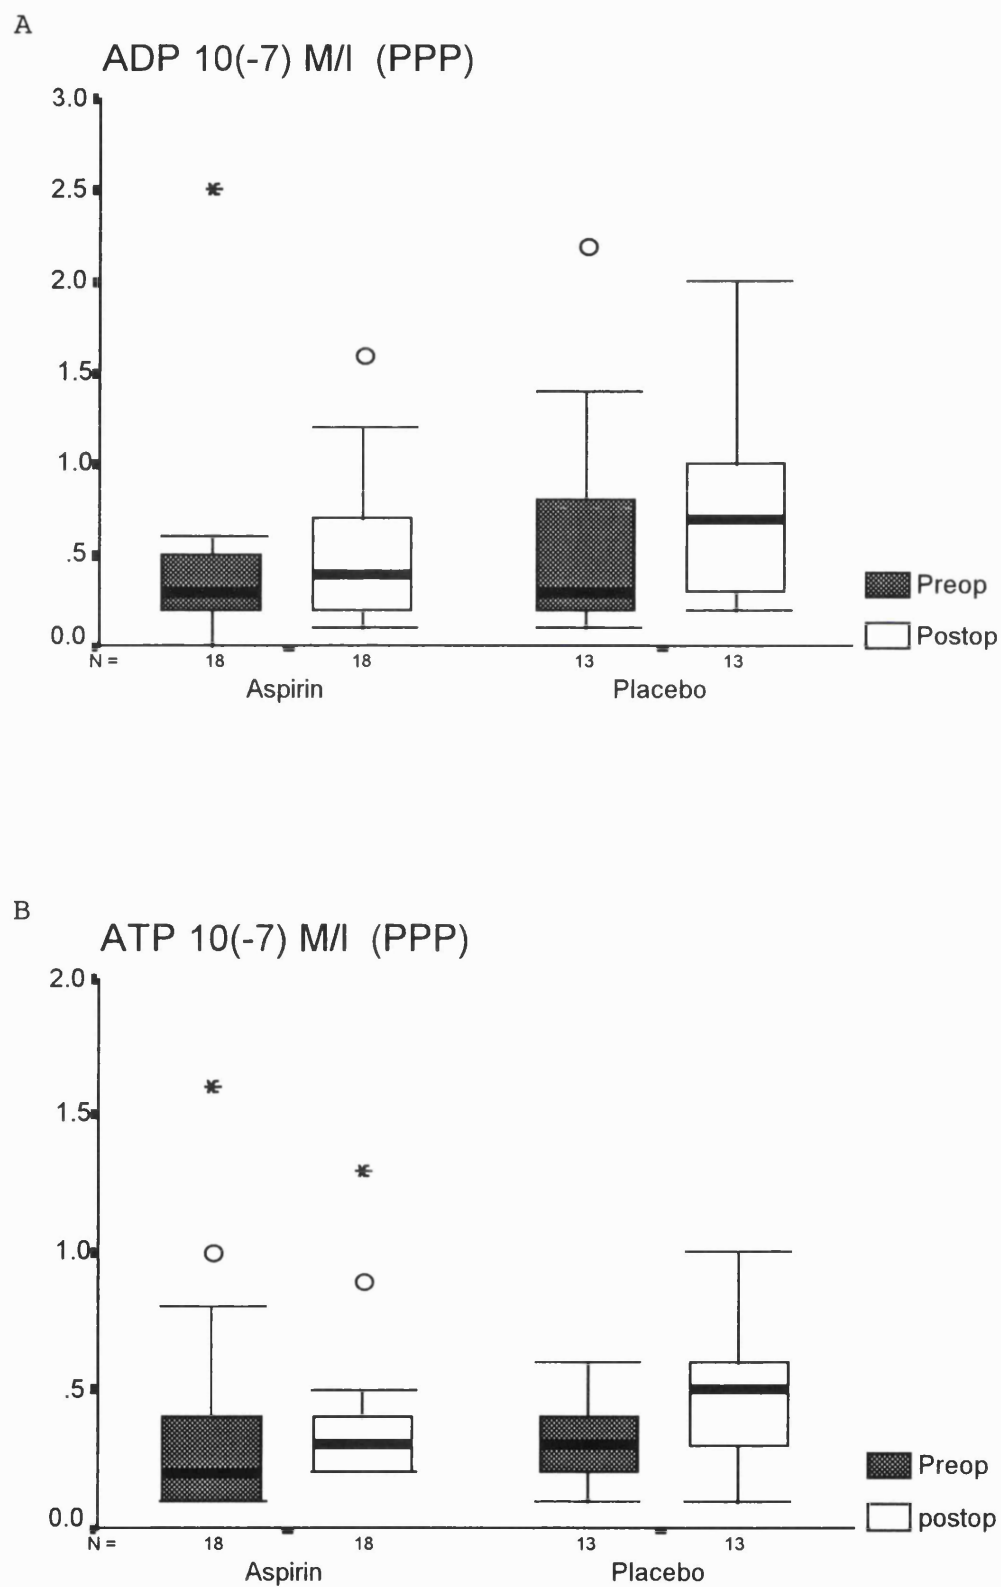 A
ADP 10(-7) M/l (PPP)
3.0
2.5
2.0
1.5
1.0
.5
0.0
N = 18 18 13 13
Aspirin Placebo
Preop
Postop
B
ATP 10(-7) M/l (PPP)
2.0
1.5
1.0
.5
0.0
N = 18 18 13 13
Aspirin Placebo
Preop
postop